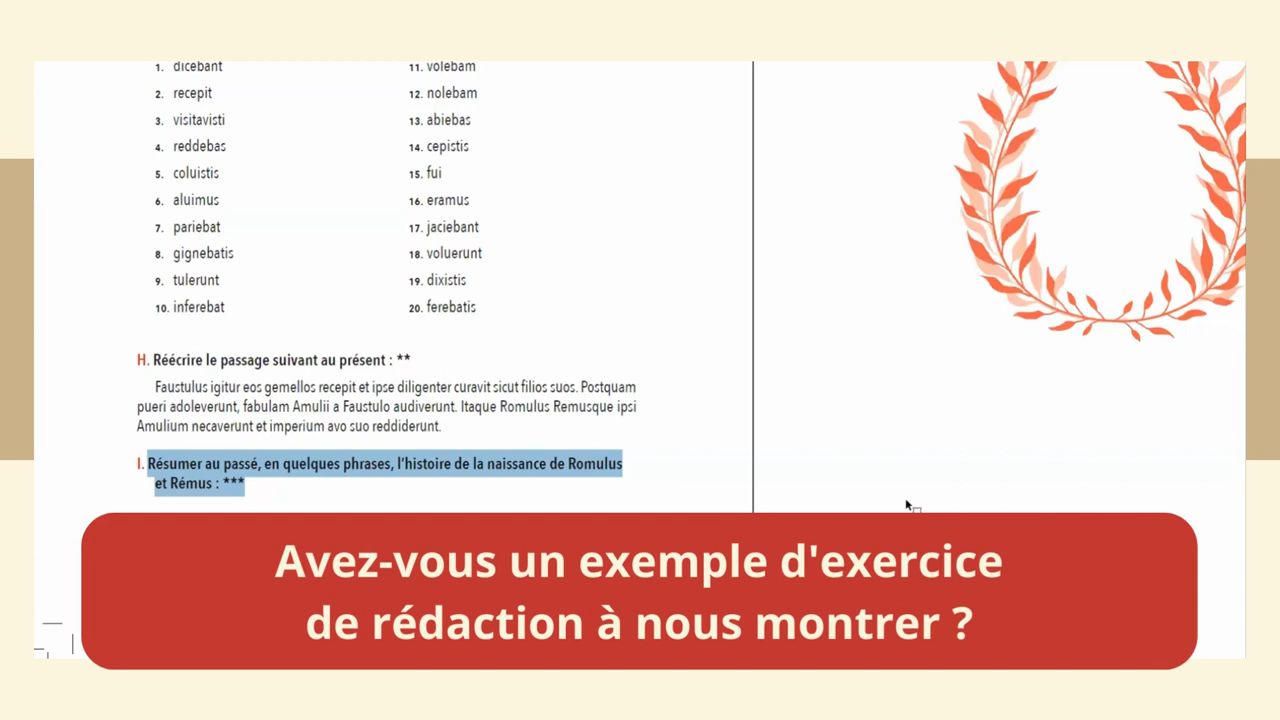 1. dicebant
2. recepit
3. visitavisti
4. reddebas
5. coluistis
6. aluimus
7. pariebat
8. gignebatis
9. tulerunt
10. inferebat
11. volebam
12. nolebam
13. abiebas
14. cepistis
15. fui
16. eramus
17. jaciebant
18. voluerunt
19. dixistis
20. ferebatis
H. Réécrire le passage suivant au présent : **
Faustulus igitur eos gemellos recepit et ipse diligenter curavit sicut filios suos. Postquam
pueri adoleverunt, fabulam Amulii a Faustulo audiverunt. Itaque Romulus Remusque ipsi
Amulium necaverunt et imperium avo suo reddiderunt.
I. Résumer au passé, en quelques phrases, l’histoire de la naissance de Romulus
et Rémus : ***
Avez-vous un exemple d'exercice
de rédaction à nous montrer ?